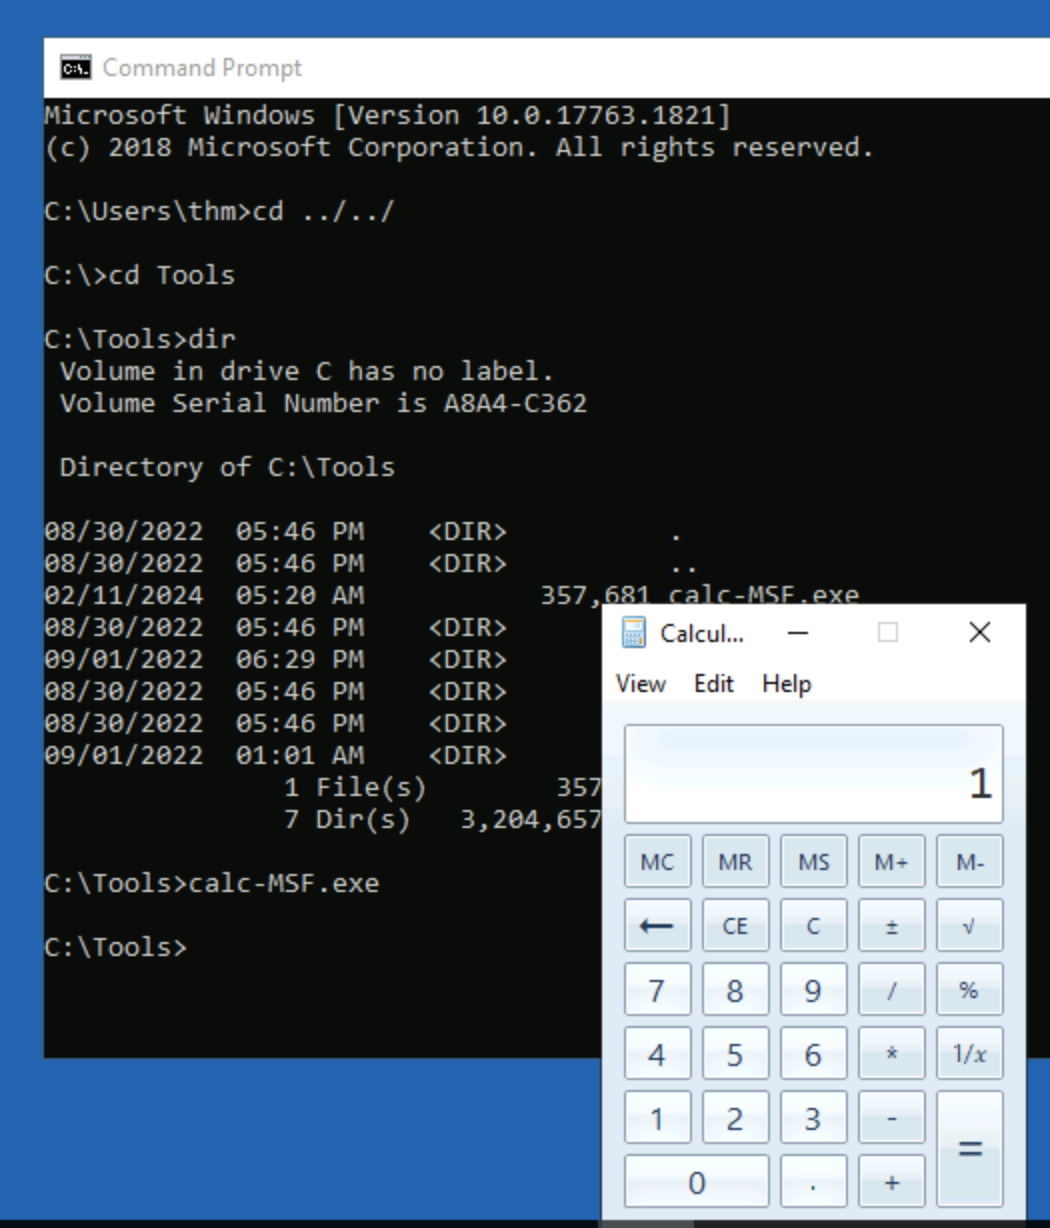 Command Prompt
Microsoft Windows [Version 10.0.17763.1821]
(c) 2018 Microsoft Corporation. All rights reserved.
C:\Users\thm>cd ../../
C:\>cd Tools
C:\Tools>dir
Volume in drive C has no label.
Volume Serial Number is A8A4-C362
Directory of C:\Tools
08/30/2022 05:46 PM <DIR> .
08/30/2022 05:46 PM <DIR> ..
02/11/2024 05:20 AM 357,681 calc-MSF.exe
08/30/2022 05:46 PM <DIR>
09/01/2022 06:29 PM <DIR>
08/30/2022 05:46 PM <DIR>
08/30/2022 05:46 PM <DIR>
09/01/2022 01:01 AM <DIR>
1 File(s) 357
7 Dir(s) 3,204,657
C:\Tools>calc-MSF.exe
C:\Tools>
Calcul...
View Edit Help
1
MC MR MS M+ M-
← CE C ± √
7 8 9 / %
4 5 6 * 1/x
1 2 3 - =
0 . +